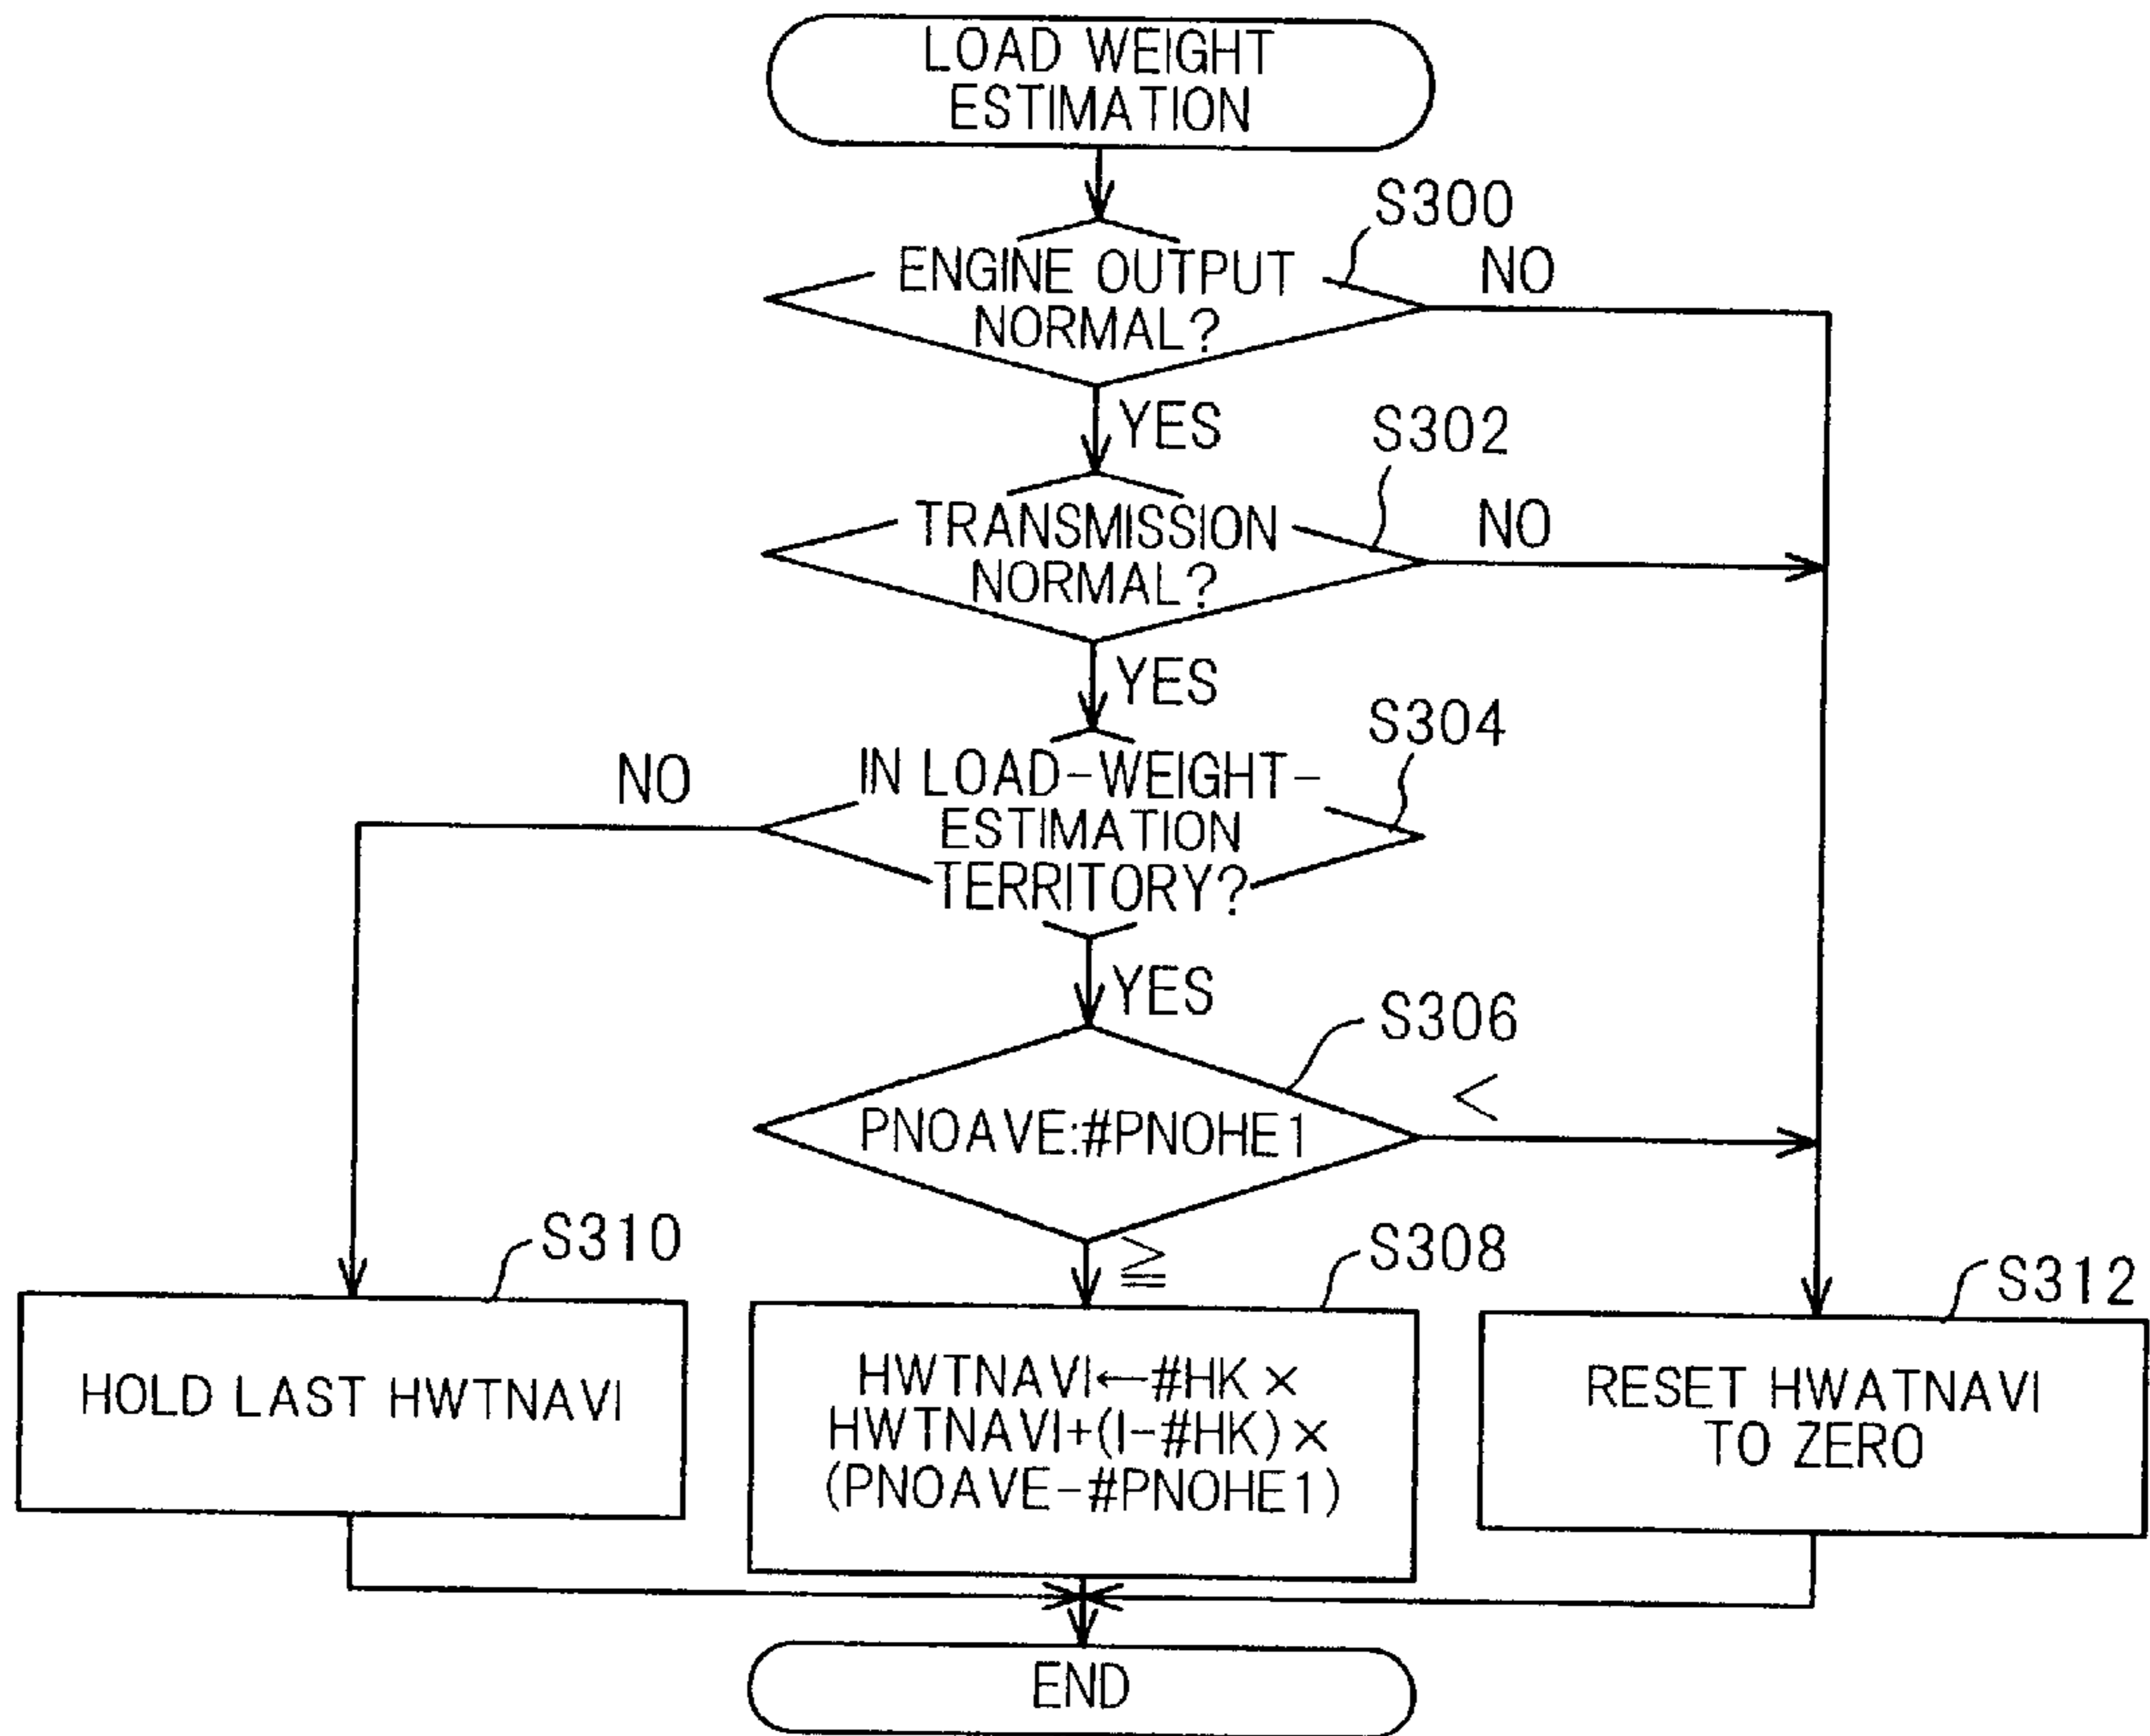 LOAD WEIGHT
ESTIMATION
S300
ENGINE OUTPUT
NORMAL?
NO
YES
S302
TRANSMISSION
NORMAL?
NO
YES
S304
NO
IN LOAD-WEIGHT-
ESTIMATION
TERRITORY?
YES
S306
PNOAVE:#PNOHE1
<
≧
S310
HOLD LAST HWTNAVI
S308
HWTNAVI←#HK×
HWTNAVI+(I-#HK)×
(PNOAVE-#PNOHE1)
S312
RESET HWATNAVI
TO ZERO
END